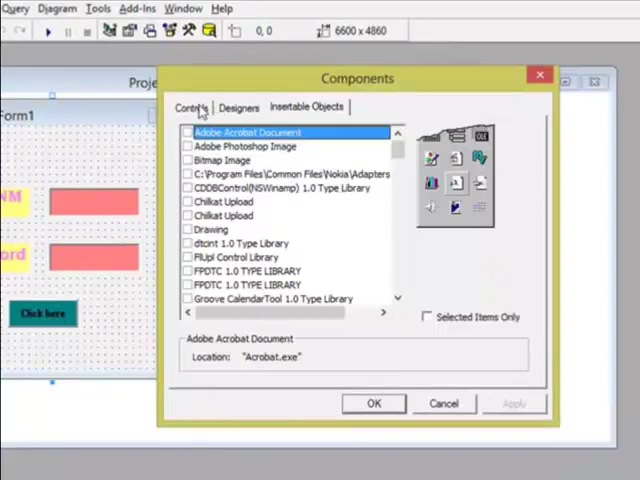 Query Diagram Tools Add-Ins Window Help
0, 0 6600 x 4860
Proje
Form1
NM
ord
Click here
Components
Controls Designers Insertable Objects
Adobe Acrobat Document
Adobe Photoshop Image
Bitmap Image
C:\Program Files\Common Files\Nokia\Adapters
CDDBControl(NSWinamp) 1.0 Type Library
Chilkat Upload
Chilkat Upload
Drawing
dtcint 1.0 Type Library
FlUpl Control Library
FPDTC 1.0 TYPE LIBRARY
FPDTC 1.0 TYPE LIBRARY
Groove CalendarTool 1.0 Type Library
Selected Items Only
Adobe Acrobat Document
Location: "Acrobat.exe"
OK Cancel Apply